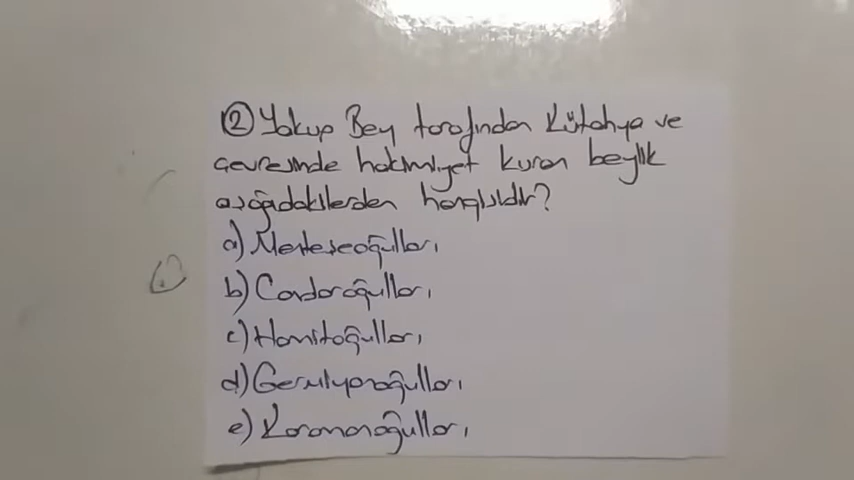 ② Yakup Bey tarafından Kütahya ve
çevresinde hakimiyet kuran beylik
aşağıdakilerden hangisidir?
a) Menteşeoğulları
b) Candaroğulları
c) Hamitoğulları
d) Germiyanoğulları
e) Karamanoğulları